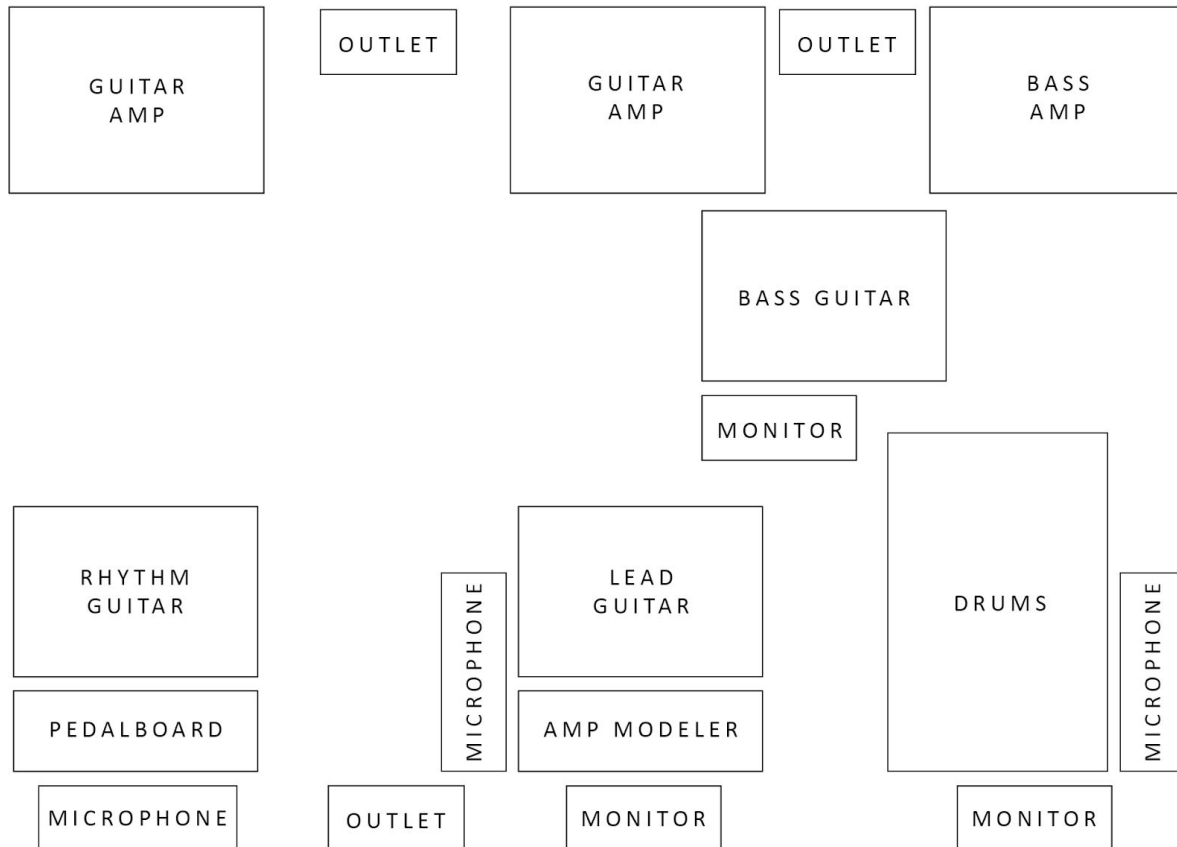 GUITAR
AMP
OUTLET
GUITAR
AMP
OUTLET
BASS
AMP
BASS GUITAR
MONITOR
RHYTHM
GUITAR
MICROPHONE
LEAD
GUITAR
DRUMS
MICROPHONE
PEDALBOARD
AMP MODELER
MICROPHONE
OUTLET
MONITOR
MONITOR